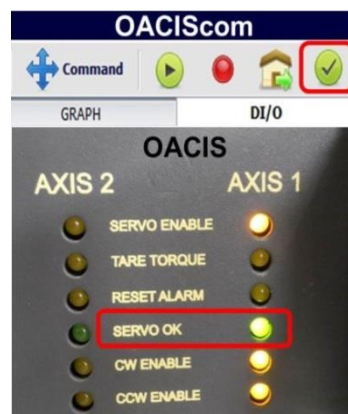 OACIScom
Command
GRAPH DI/O
OACIS
AXIS 2 AXIS 1
SERVO ENABLE
TARE TORQUE
RESET ALARM
SERVO OK
CW ENABLE
CCW ENABLE